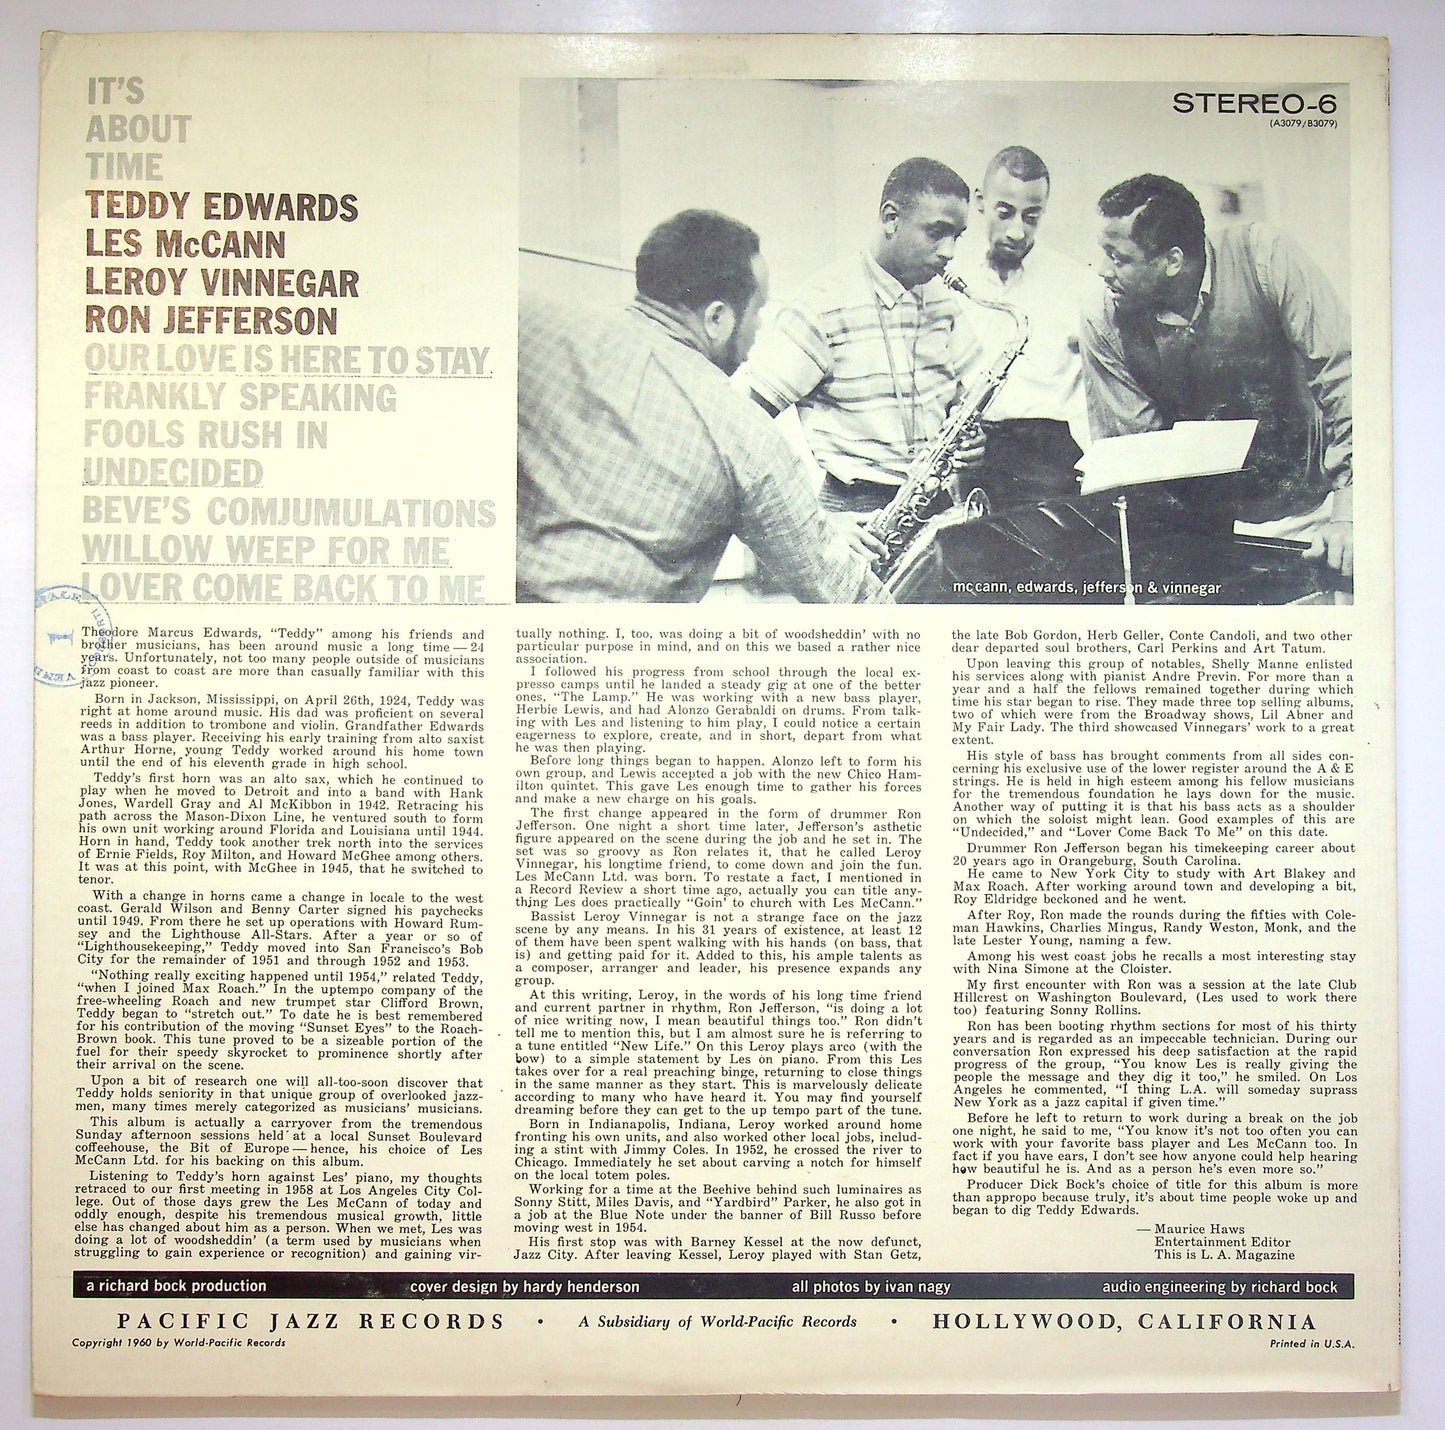 IT'S
ABOUT
TIME
TEDDY EDWARDS
LES McCANN
LEROY VINNEGAR
RON JEFFERSON
OUR LOVE IS HERE TO STAY
FRANKLY SPEAKING
FOOLS RUSH IN
UNDECIDED
BEVE'S COMJUMULATIONS
WILLOW WEEP FOR ME
LOVER COME BACK TO ME
STEREO-6
(A3079/B3079)
mccann, edwards, jefferson & vinnegar
1
Theodore Marcus Edwards, "Teddy" among his friends and
brother musicians, has been around music a long time — 24
years. Unfortunately, not too many people outside of musicians
from coast to coast are more than casually familiar with this
jazz pioneer.
Born in Jackson, Mississippi, on April 26th, 1924, Teddy was
right at home around music. His dad was proficient on several
reeds in addition to trombone and violin. Grandfather Edwards
was a bass player. Receiving his early training from alto saxist
Arthur Horne, young Teddy worked around his home town
until the end of his eleventh grade in high school.
Teddy's first horn was an alto sax, which he continued to
play when he moved to Detroit and into a band with Hank
Jones, Wardell Gray and Al McKibbon in 1942. Retracing his
path across the Mason-Dixon Line, he ventured south to form
his own unit working around Florida and Louisiana until 1944.
Horn in hand, Teddy took another trek north into the services
of Ernie Fields, Roy Milton, and Howard McGhee among others.
It was at this point, with McGhee in 1945, that he switched to
tenor.
With a change in horns came a change in locale to the west
coast. Gerald Wilson and Benny Carter signed his paychecks
until 1949. From there he set up operations with Howard Rum-
sey and the Lighthouse All-Stars. After a year or so of
"Lighthousekeeping," Teddy moved into San Francisco's Bob
City for the remainder of 1951 and through 1952 and 1953.
"Nothing really exciting happened until 1954," related Teddy,
"when I joined Max Roach." In the uptempo company of the
free-wheeling Roach and new trumpet star Clifford Brown,
Teddy began to "stretch out." To date he is best remembered
for his contribution of the moving "Sunset Eyes" to the Roach-
Brown book. This tune proved to be a sizeable portion of the
fuel for their speedy skyrocket to prominence shortly after
their arrival on the scene.
Upon a bit of research one will all-too-soon discover that
Teddy holds seniority in that unique group of overlooked jazz-
men, many times merely categorized as musicians' musicians.
This album is actually a carryover from the tremendous
Sunday afternoon sessions held at a local Sunset Boulevard
coffeehouse, the Bit of Europe — hence, his choice of Les
McCann Ltd. for his backing on this album.
Listening to Teddy's horn against Les' piano, my thoughts
retraced to our first meeting in 1958 at Los Angeles City Col-
lege. Out of those days grew the Les McCann of today and
oddly enough, despite his tremendous musical growth, little
else has changed about him as a person. When we met, Les was
doing a lot of woodsheddin' (a term used by musicians when
struggling to gain experience or recognition) and gaining vir-
tually nothing. I, too, was doing a bit of woodsheddin' with no
particular purpose in mind, and on this we based a rather nice
association.
I followed his progress from school through the local ex-
presso camps until he landed a steady gig at one of the better
ones, "The Lamp." He was working with a new bass player,
Herbie Lewis, and had Alonzo Gerabaldi on drums. From talk-
ing with Les and listening to him play, I could notice a certain
eagerness to explore, create, and in short, depart from what
he was then playing.
Before long things began to happen. Alonzo left to form his
own group, and Lewis accepted a job with the new Chico Ham-
ilton quintet. This gave Les enough time to gather his forces
and make a new charge on his goals.
The first change appeared in the form of drummer Ron
Jefferson. One night a short time later, Jefferson's asthetic
figure appeared on the scene during the job and he set in. The
set was so groovy as Ron relates it, that he called Leroy
Vinnegar, his longtime friend, to come down and join the fun.
Les McCann Ltd. was born. To restate a fact, I mentioned in
a Record Review a short time ago, actually you can title any-
thing Les does practically "Goin' to church with Les McCann."
Bassist Leroy Vinnegar is not a strange face on the jazz
scene by any means. In his 31 years of existence, at least 12
of them have been spent walking with his hands (on bass, that
is) and getting paid for it. Added to this, his ample talents as
a composer, arranger and leader, his presence expands any
group.
At this writing, Leroy, in the words of his long time friend
and current partner in rhythm, Ron Jefferson, "is doing a lot
of nice writing now, I mean beautiful things too." Ron didn't
tell me to mention this, but I am almost sure he is referring to
a tune entitled "New Life." On this Leroy plays arco (with the
bow) to a simple statement by Les on piano. From this Les
takes over for a real preaching binge, returning to close things
in the same manner as they start. This is marvelously delicate
according to many who have heard it. You may find yourself
dreaming before they can get to the up tempo part of the tune.
Born in Indianapolis, Indiana, Leroy worked around home
fronting his own units, and also worked other local jobs, includ-
ing a stint with Jimmy Coles. In 1952, he crossed the river to
Chicago. Immediately he set about carving a notch for himself
on the local totem poles.
Working for a time at the Beehive behind such luminaires as
Sonny Stitt, Miles Davis, and "Yardbird" Parker, he also got in
a job at the Blue Note under the banner of Bill Russo before
moving west in 1954.
His first stop was with Barney Kessel at the now defunct,
Jazz City. After leaving Kessel, Leroy played with Stan Getz,
the late Bob Gordon, Herb Geller, Conte Candoli, and two other
dear departed soul brothers, Carl Perkins and Art Tatum.
Upon leaving this group of notables, Shelly Manne enlisted
his services along with pianist Andre Previn. For more than a
year and a half the fellows remained together during which
time his star began to rise. They made three top selling albums,
two of which were from the Broadway shows, Lil Abner and
My Fair Lady. The third showcased Vinnegars' work to a great
extent.
His style of bass has brought comments from all sides con-
cerning his exclusive use of the lower register around the A & E
strings. He is held in high esteem among his fellow musicians
for the tremendous foundation he lays down for the music.
Another way of putting it is that his bass acts as a shoulder
on which the soloist might lean. Good examples of this are
"Undecided," and "Lover Come Back To Me" on this date.
Drummer Ron Jefferson began his timekeeping career about
20 years ago in Orangeburg, South Carolina.
He came to New York City to study with Art Blakey and
Max Roach. After working around town and developing a bit,
Roy Eldridge beckoned and he went.
After Roy, Ron made the rounds during the fifties with Cole-
man Hawkins, Charlies Mingus, Randy Weston, Monk, and the
late Lester Young, naming a few.
Among his west coast jobs he recalls a most interesting stay
with Nina Simone at the Cloister.
My first encounter with Ron was a session at the late Club
Hillcrest on Washington Boulevard, (Les used to work there
too) featuring Sonny Rollins.
Ron has been booting rhythm sections for most of his thirty
years and is regarded as an impeccable technician. During our
conversation Ron expressed his deep satisfaction at the rapid
progress of the group, "You know Les is really giving the
people the message and they dig it too," he smiled. On Los
Angeles he commented, "I thing L.A. will someday suprass
New York as a jazz capital if given time."
Before he left to return to work during a break on the job
one night, he said to me, "You know it's not too often you can
work with your favorite bass player and Les McCann too. In
fact if you have ears, I don't see how anyone could help hearing
how beautiful he is. And as a person he's even more so."
Producer Dick Bock's choice of title for this album is more
than appropo because truly, it's about time people woke up and
began to dig Teddy Edwards.
— Maurice Haws
Entertainment Editor
This is L. A. Magazine
a richard bock production cover design by hardy henderson all photos by ivan nagy audio engineering by richard bock
PACIFIC JAZZ RECORDS • A Subsidiary of World-Pacific Records • HOLLYWOOD, CALIFORNIA
Copyright 1960 by World-Pacific Records Printed in U.S.A.